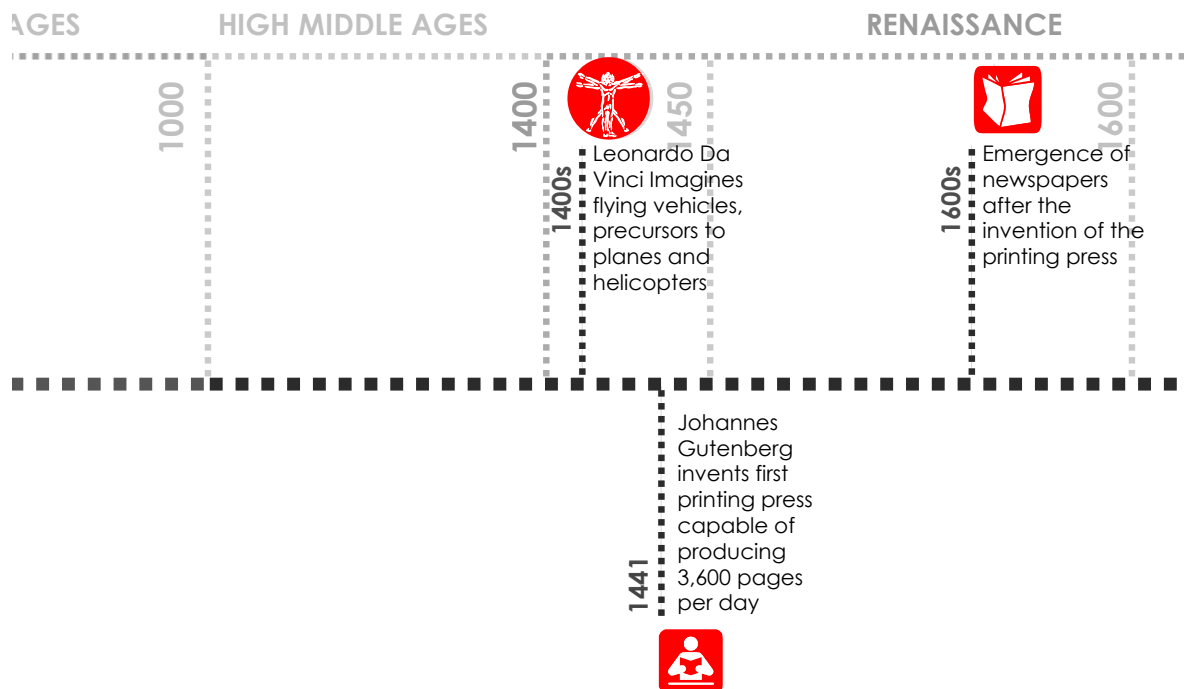 AGES
HIGH MIDDLE AGES
RENAISSANCE
1000
1400
1450
1600
1400s
Leonardo Da
Vinci Imagines
flying vehicles,
precursors to
planes and
helicopters
1600s
Emergence of
newspapers
after the
invention of the
printing press
1441
Johannes
Gutenberg
invents first
printing press
capable of
producing
3,600 pages
per day